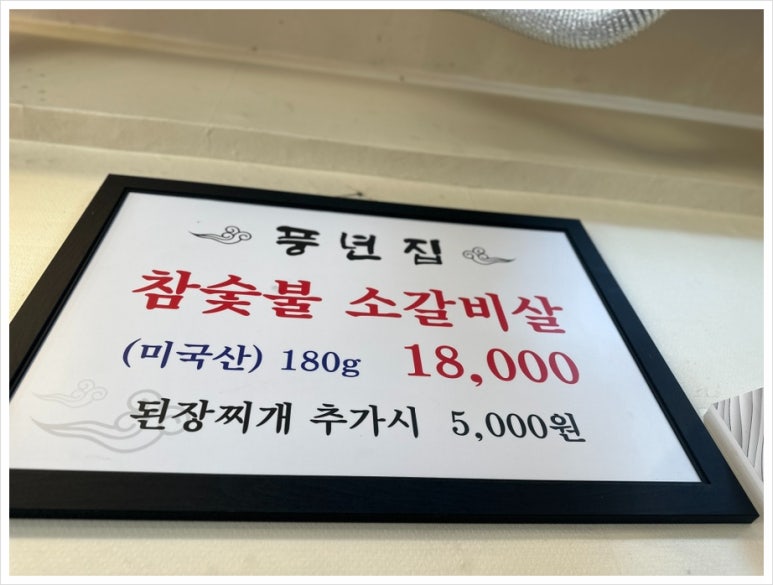 풍년집
참숯불 소갈비살
(미국산) 180g 18,000
된장찌개 추가시 5,000원